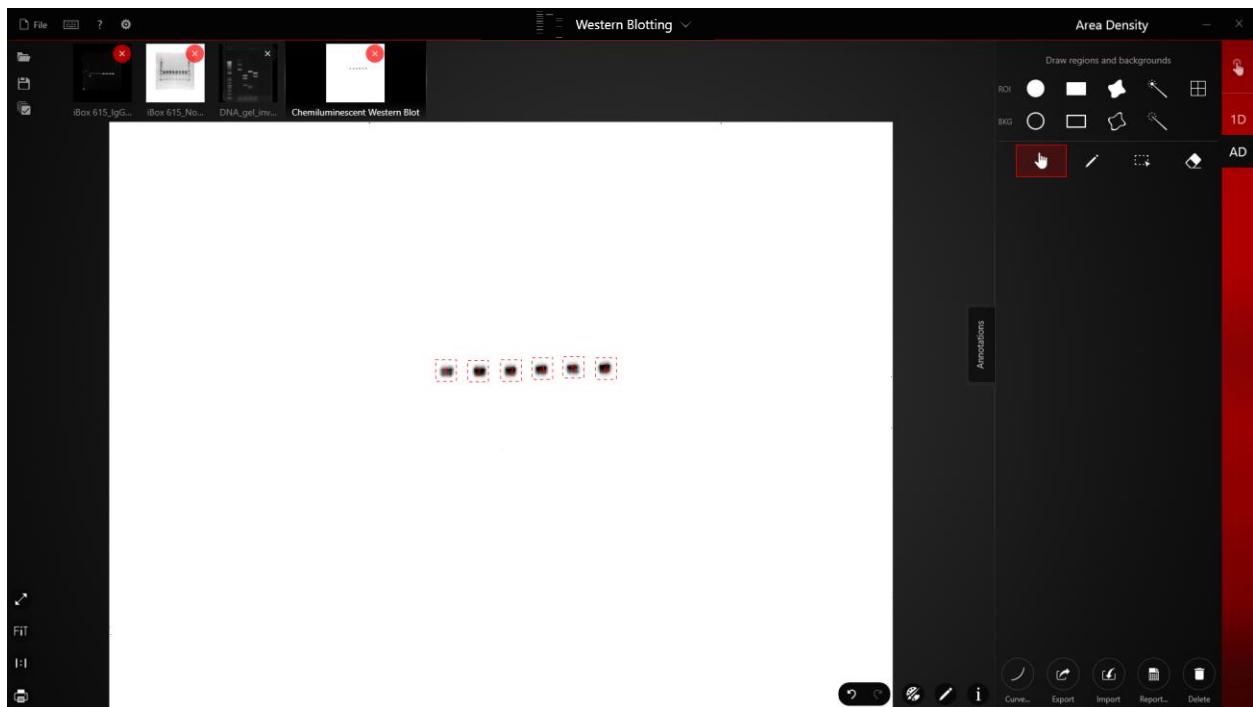 File
?
Western Blotting
Area Density
iBox 615_IgG...
iBox 615_No...
DNA_gel_inv...
Chemiluminescent Western Blot
Draw regions and backgrounds
ROI
BKG
1D
AD
Annotations
FiT
1:1
i
Curve...
Export
Import
Report...
Delete